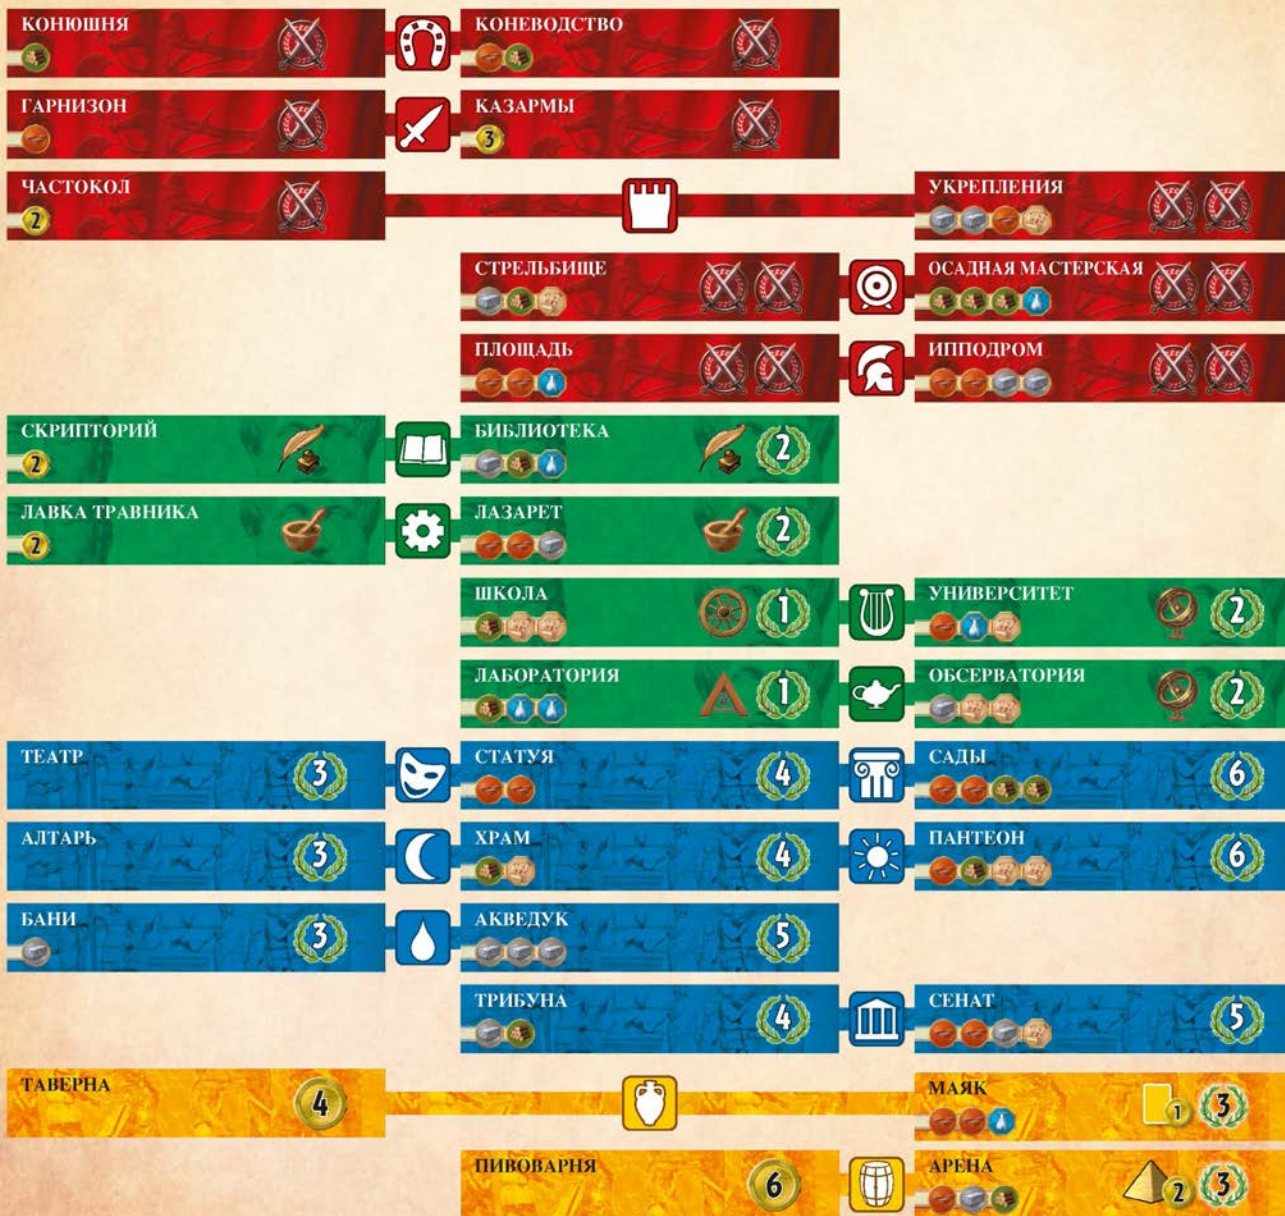 КОНЮШНЯ
КОНЕВОДСТВО
ГАРНИЗОН
КАЗАРМЫ
3
ЧАСТОКОЛ
2
УКРЕПЛЕНИЯ
СТРЕЛЬБИЩЕ
ОСАДНАЯ МАСТЕРСКАЯ
ПЛОЩАДЬ
ИППОДРОМ
СКРИПТОРИЙ
2
БИБЛИОТЕКА
2
ЛАВКА ТРАВНИКА
2
ЛАЗАРЕТ
2
ШКОЛА
1
УНИВЕРСИТЕТ
2
ЛАБОРАТОРИЯ
1
ОБСЕРВАТОРИЯ
2
ТЕАТР
3
СТАТУЯ
4
САДЫ
6
АЛТАРЬ
3
ХРАМ
4
ПАНТЕОН
6
БАНИ
3
АКВЕДУК
5
ТРИБУНА
4
СЕНАТ
5
ТАВЕРНА
4
МАЯК
1
3
ПИВОВАРНЯ
6
АРЕНА
2
3